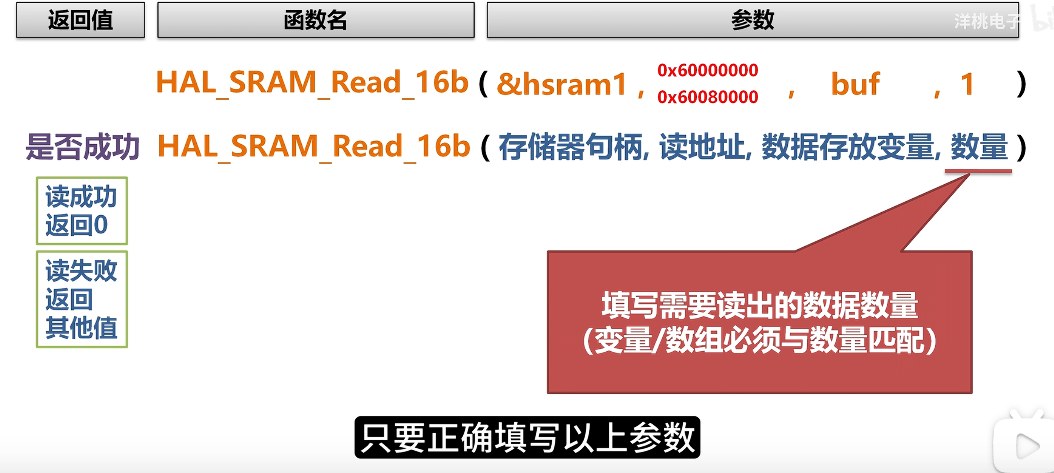 返回值 函数名 参数
洋桃电子
HAL_SRAM_Read_16b ( &hsram1 , 0x60000000 , buf , 1 )
0x60080000
是否成功 HAL_SRAM_Read_16b ( 存储器句柄, 读地址, 数据存放变量, 数量 )
读成功
返回0
读失败
返回
其他值
填写需要读出的数据数量
(变量/数组必须与数量匹配)
只要正确填写以上参数